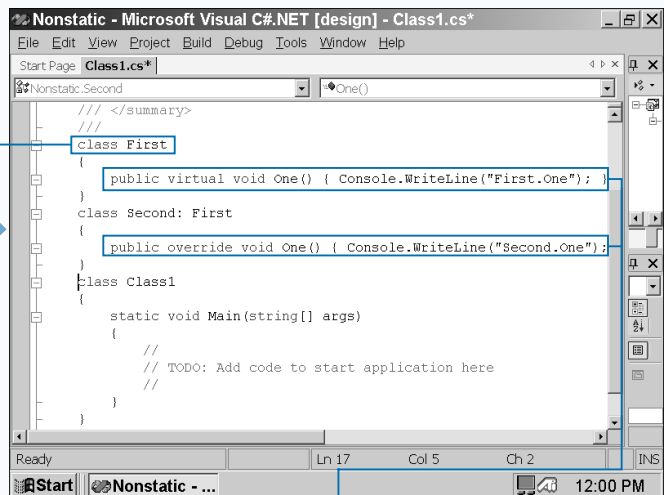 Nonstatic - Microsoft Visual C#.NET [design] - Class1.cs*
File Edit View Project Build Debug Tools Window Help
Start Page Class1.cs*
Nonstatic.Second One()
/// </summary>
///
class First
{
public virtual void One() { Console.WriteLine("First.One"); }
}
class Second: First
{
public override void One() { Console.WriteLine("Second.One");
}
class Class1
{
static void Main(string[] args)
{
//
// TODO: Add code to start application here
//
}
}
Ready Ln 17 Col 5 Ch 2 INS
Start Nonstatic - ... 12:00 PM